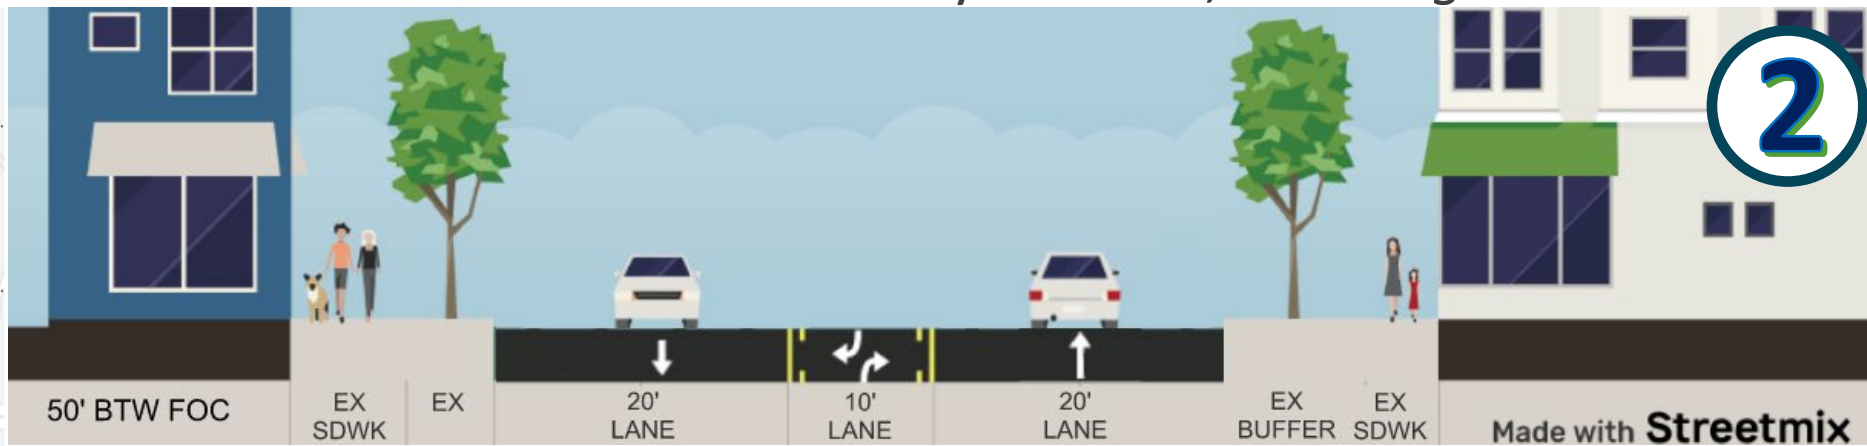 2
50' BTW FOC
EX
SDWK
EX
20'
LANE
10'
LANE
20'
LANE
EX
BUFFER
EX
SDWK
Made with Streetmix